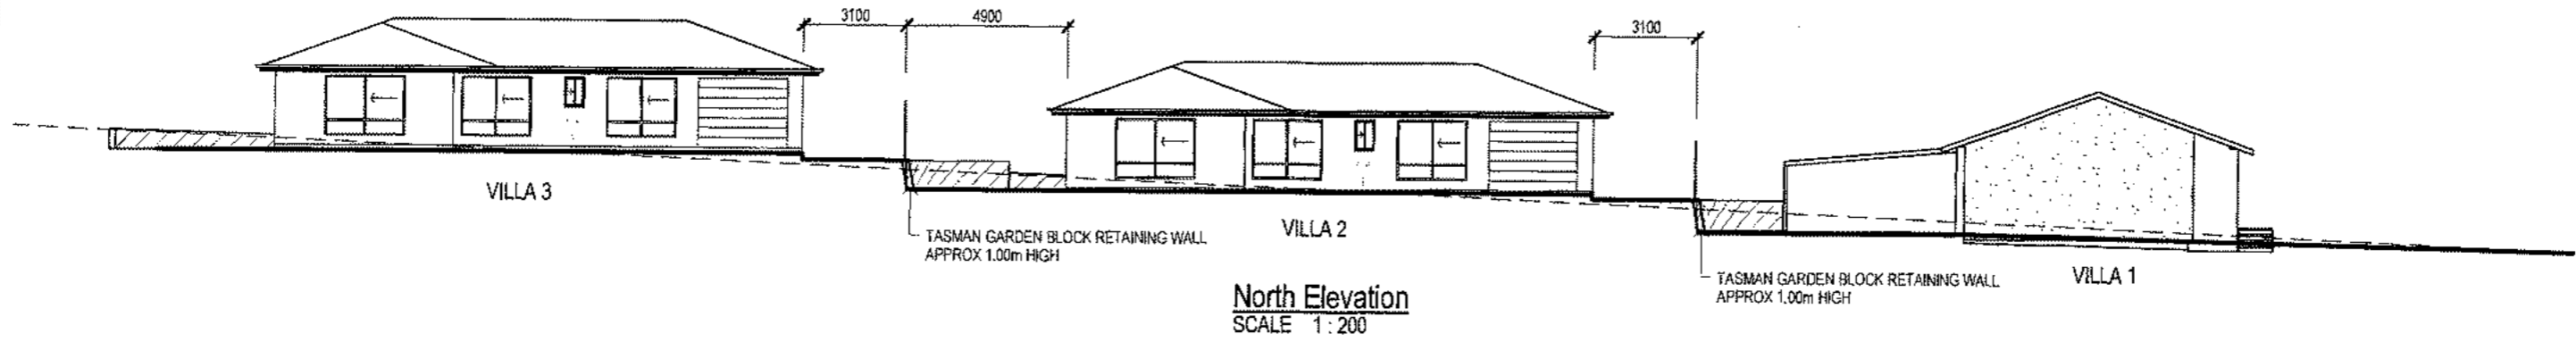 3100
4900
3100
VILLA 3
VILLA 2
VILLA 1
TASMAN GARDEN BLOCK RETAINING WALL
APPROX 1.00m HIGH
TASMAN GARDEN BLOCK RETAINING WALL
APPROX 1.00m HIGH
North Elevation
SCALE 1 : 200